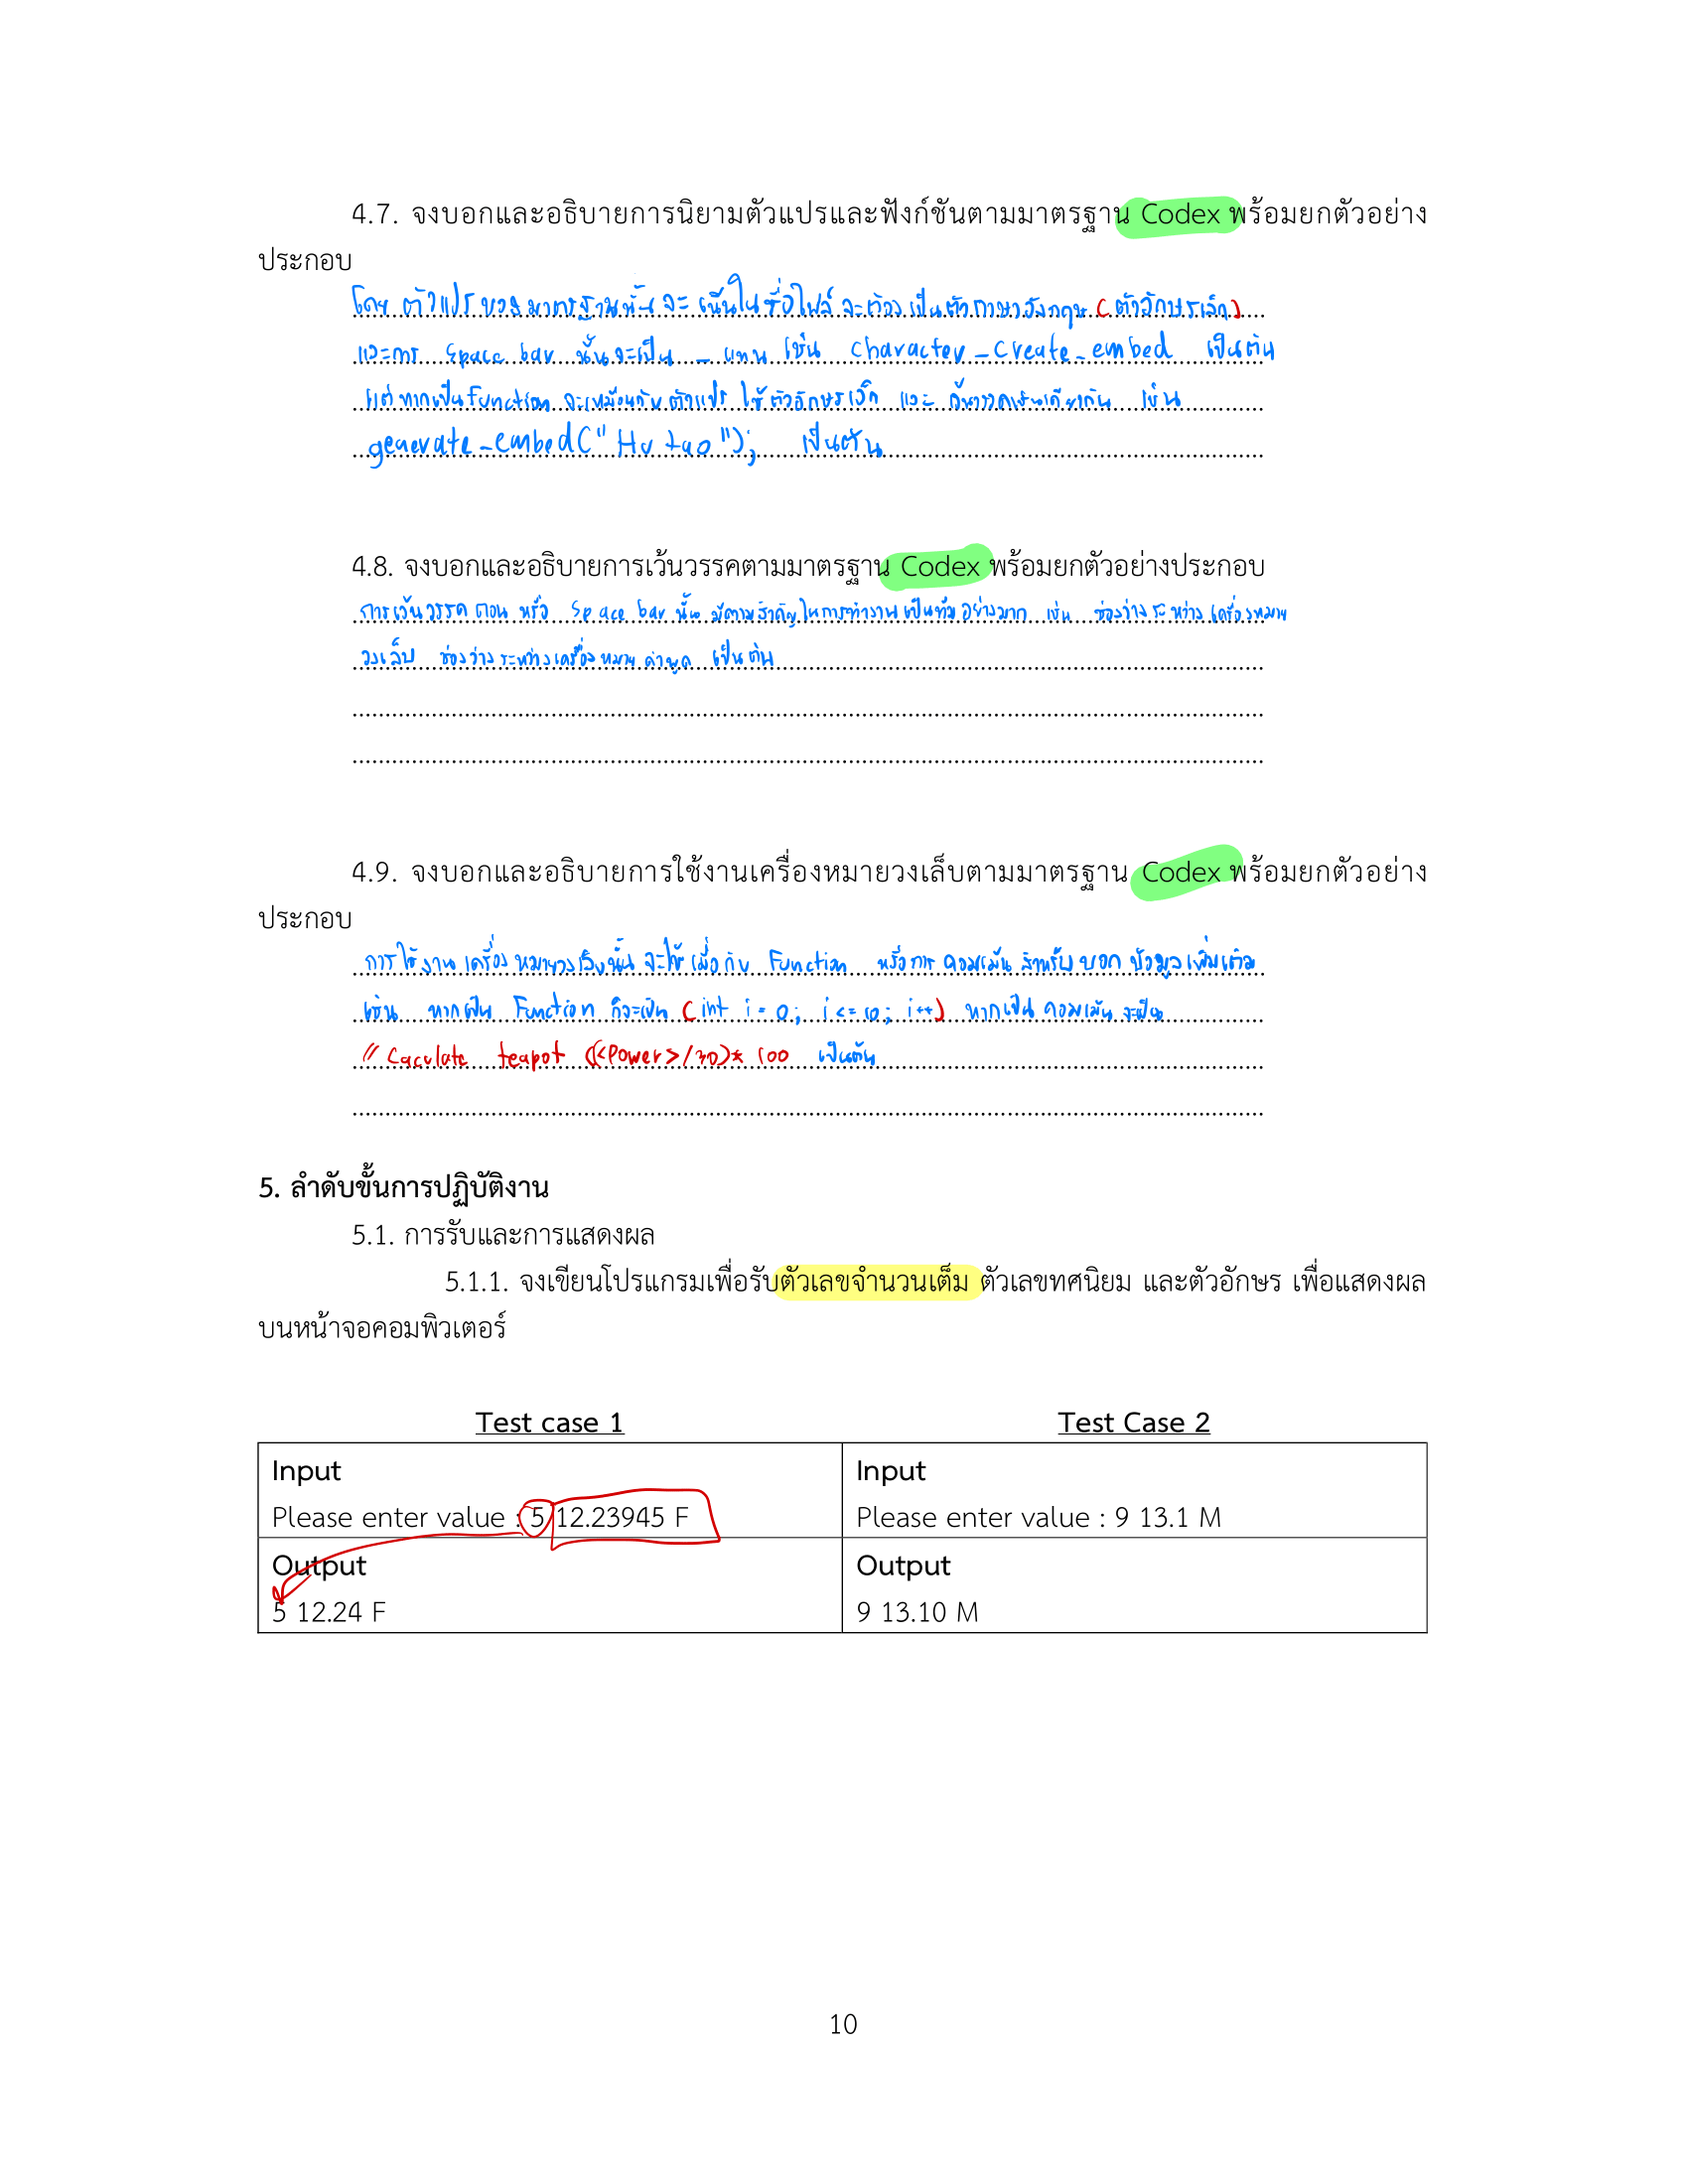 4.7. จงบอกและอธิบายการนิยามตัวแปรและฟังก์ชันตามมาตรฐาน Codex พร้อมยกตัวอย่าง
ประกอบ
โดย ตัวแปร ของ มาตรฐานนั้น จะ เน้นใน ชื่อไฟล์ จะต้อง เป็นตัวภาษาอังกฤษ (ตัวอักษรเล็ก)
และการ Space bar นั้นจะเป็น _ แทน เช่น Character_Create_embed เป็นต้น
แต่ หากเป็น Function จะเหมือนกับ ตัวแปร ใช้ ตัวอักษรเล็ก และ เว้นวรรคเช่นเดียวกัน เช่น
generate_embed("Hu tao"); เป็นต้น
4.8. จงบอกและอธิบายการเว้นวรรคตามมาตรฐาน Codex พร้อมยกตัวอย่างประกอบ
การเว้นวรรค ตอน หรือ Space bar นั้น มีความสำคัญ ในการทำงาน เป็นทีม อย่างมาก เช่น ช่องว่าง ระหว่าง เครื่องหมาย
วงเล็บ ช่องว่าง ระหว่าง เครื่อง หมาย คำพูด เป็นต้น
4.9. จงบอกและอธิบายการใช้งานเครื่องหมายวงเล็บตามมาตรฐาน Codex พร้อมยกตัวอย่าง
ประกอบ
การใช้งาน เครื่อง หมายวงเล็บนั้น จะใช้ เมื่อ กับ Function หรือการ คอมเม้น สำหรับ บอก ข้อมูล เพิ่มเติม
เช่น หากเป็น Function ก็จะเป็น (int i = 0; i <= 10; i++) หากเป็น คอมเม้น จะเป็น
// Caculate teapot ((<Power>/30)* 100 เป็นต้น
5. ลำดับขั้นการปฏิบัติงาน
5.1. การรับและการแสดงผล
5.1.1. จงเขียนโปรแกรมเพื่อรับตัวเลขจำนวนเต็ม ตัวเลขทศนิยม และตัวอักษร เพื่อแสดงผล
บนหน้าจอคอมพิวเตอร์
Test case 1 Test Case 2
Input Input
Please enter value : 5 12.23945 F Please enter value : 9 13.1 M
Output Output
5 12.24 F 9 13.10 M
10